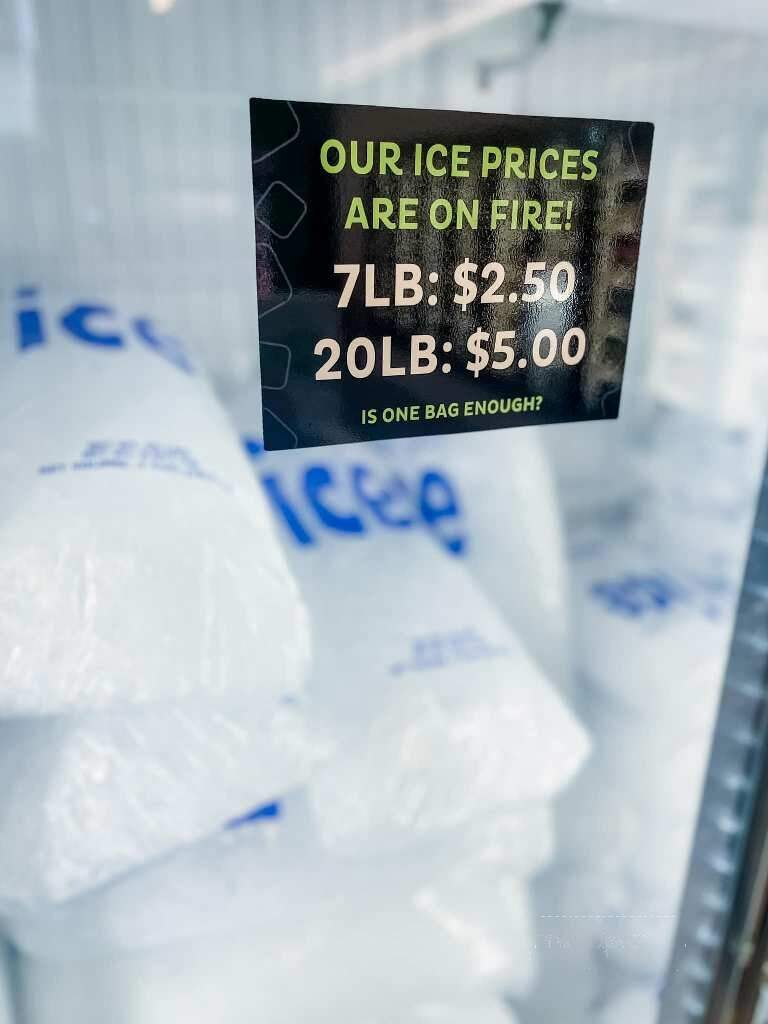 OUR ICE PRICES
ARE ON FIRE!
7LB: $2.50
20LB: $5.00
IS ONE BAG ENOUGH?
ice
ice